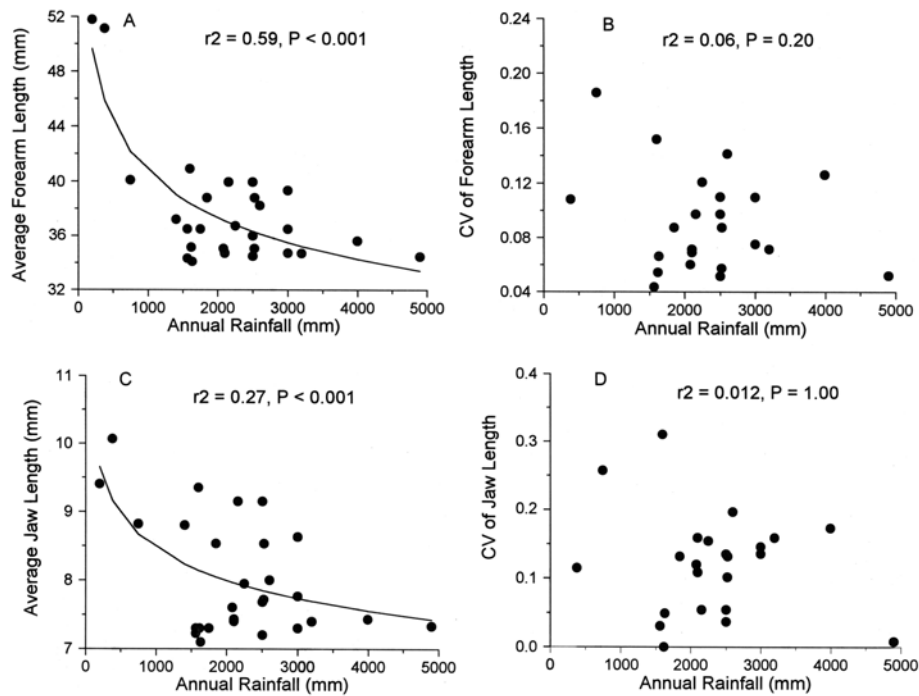 A
r2 = 0.59, P < 0.001
52
48
44
40
36
32
0 1000 2000 3000 4000 5000
Average Forearm Length (mm)
Annual Rainfall (mm)
B
r2 = 0.06, P = 0.20
0.24
0.20
0.16
0.12
0.08
0.04
0 1000 2000 3000 4000 5000
CV of Forearm Length
Annual Rainfall (mm)
C
r2 = 0.27, P < 0.001
11
10
9
8
7
0 1000 2000 3000 4000 5000
Average Jaw Length (mm)
Annual Rainfall (mm)
D
r2 = 0.012, P = 1.00
0.4
0.3
0.2
0.1
0.0
0 1000 2000 3000 4000 5000
CV of Jaw Length
Annual Rainfall (mm)